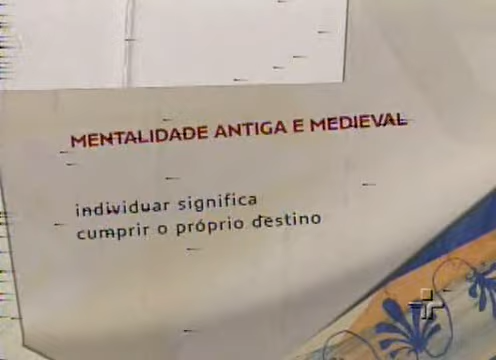 MENTALIDADE ANTIGA E MEDIEVAL
individuar significa
cumprir o próprio destino